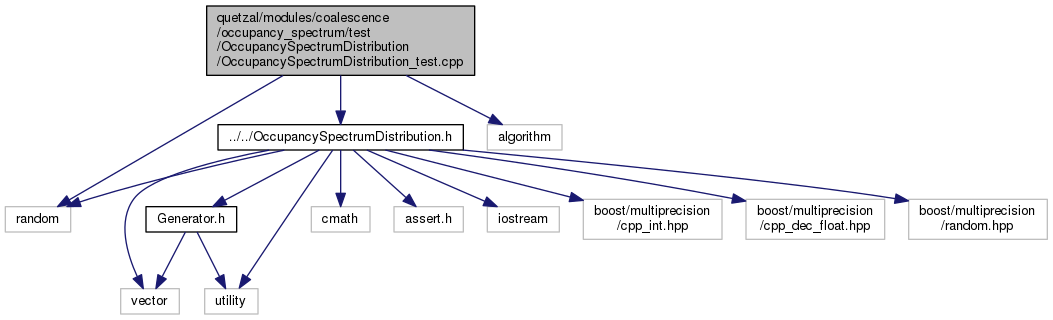 quetzal/modules/coalescence
/occupancy_spectrum/test
/OccupancySpectrumDistribution
/OccupancySpectrumDistribution_test.cpp
../../OccupancySpectrumDistribution.h
algorithm
random
Generator.h
cmath
assert.h
iostream
boost/multiprecision
/cpp_int.hpp
boost/multiprecision
/cpp_dec_float.hpp
boost/multiprecision
/random.hpp
vector
utility